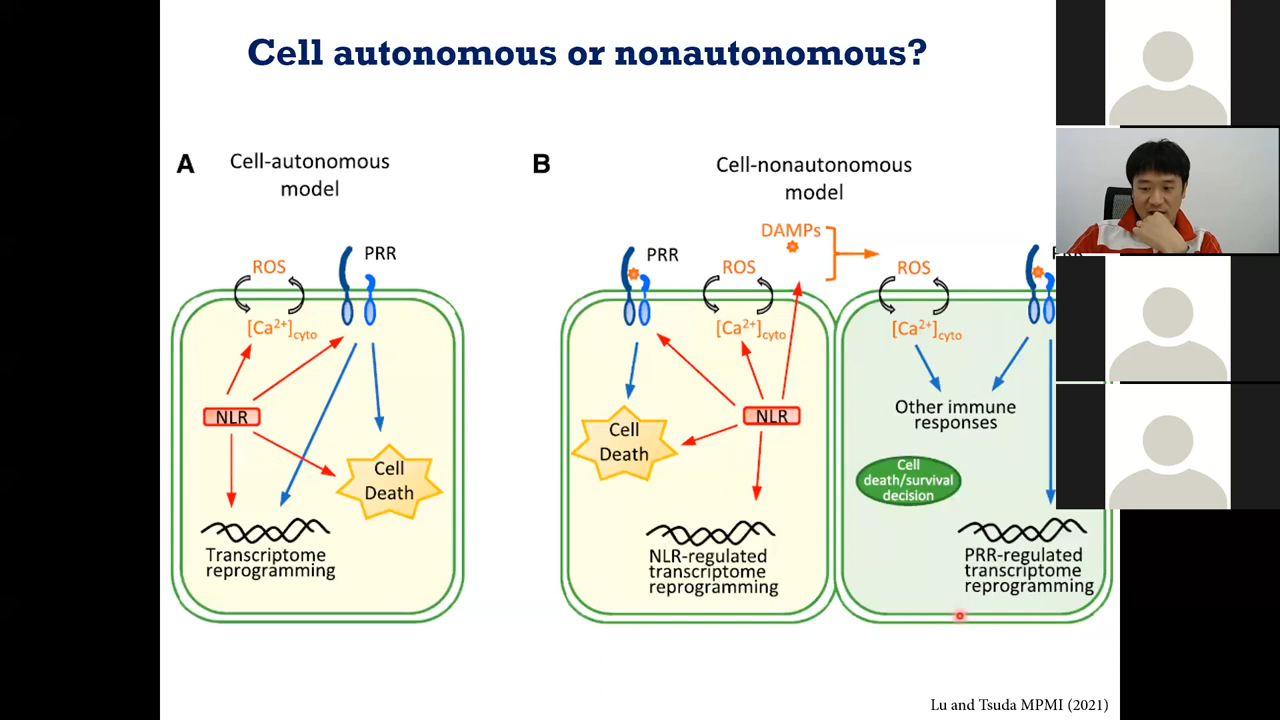 Cell autonomous or nonautonomous?
A
Cell-autonomous
model
PRR
ROS
[Ca²⁺]cyto
NLR
Cell
Death
Transcriptome
reprogramming
B
Cell-nonautonomous
model
DAMPs
PRR
ROS
[Ca²⁺]cyto
NLR
Cell
Death
NLR-regulated
transcriptome
reprogramming
ROS
[Ca²⁺]cyto
Other immune
responses
Cell
death/survival
decision
PRR-regulated
transcriptome
reprogramming
Lu and Tsuda MPMI (2021)